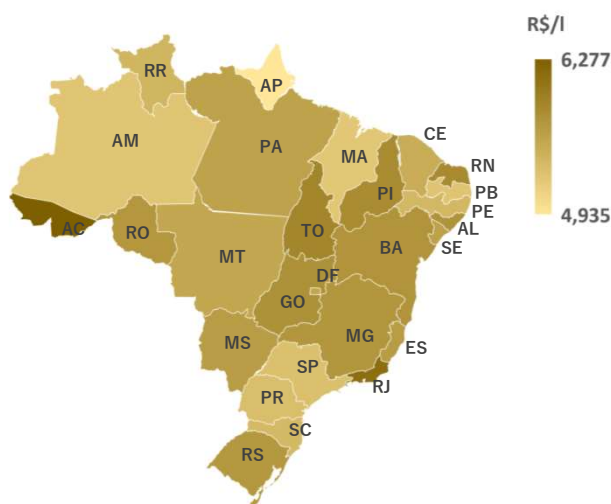 R$/l
6,277
4,935
RR
AP
AM
PA
MA
CE
RN
PB
PE
AL
SE
PI
AC
RO
TO
BA
MT
DF
GO
MG
MS
ES
SP
RJ
PR
SC
RS